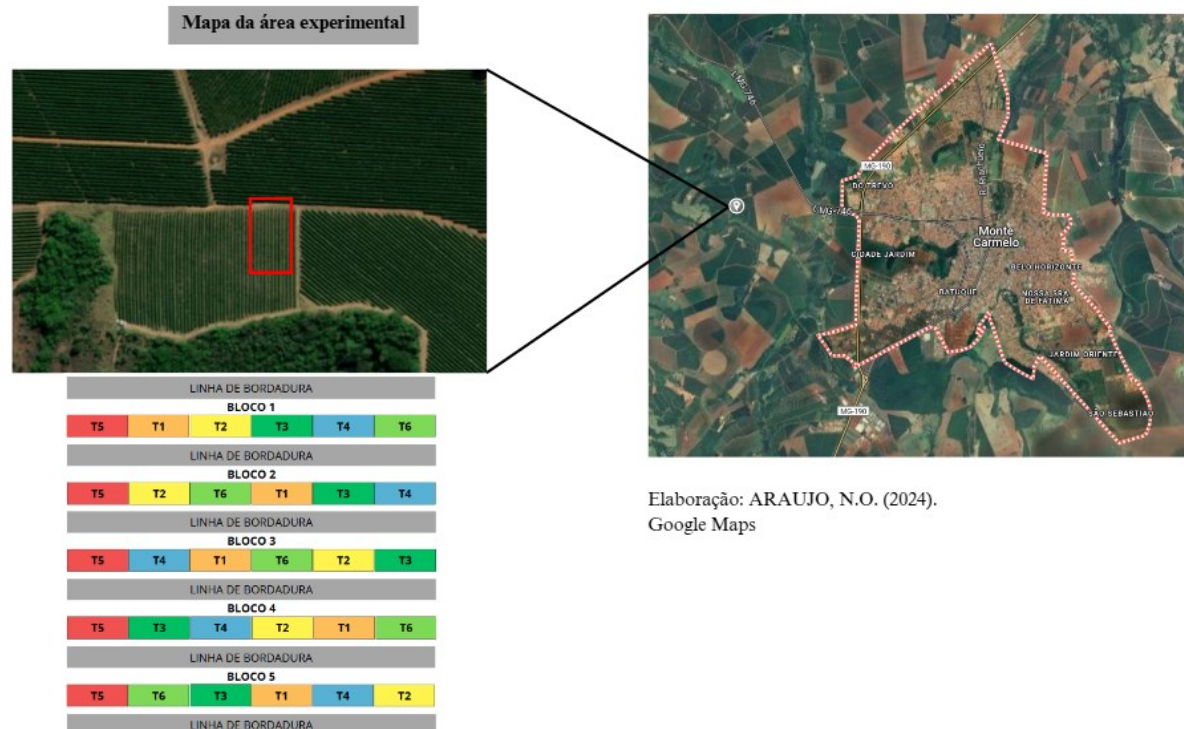 Mapa da área experimental
LINHA DE BORDADURA
BLOCO 1
T5 T1 T2 T3 T4 T6
LINHA DE BORDADURA
BLOCO 2
T5 T2 T6 T1 T3 T4
LINHA DE BORDADURA
BLOCO 3
T5 T4 T1 T6 T2 T3
LINHA DE BORDADURA
BLOCO 4
T5 T3 T4 T2 T1 T6
LINHA DE BORDADURA
BLOCO 5
T5 T6 T3 T1 T4 T2
LINHA DE BORDADURA
LMG-746
MG-190
DO TREVO
R. Riachuelo
LMG-746
Monte
Carmelo
CIDADE JARDIM
BELO HORIZONTE
BATUQUE
NOSSA SRA
DE FÁTIMA
JARDIM ORIENTE
MG-190
SÃO SEBASTIÃO
Elaboração: ARAUJO, N.O. (2024).
Google Maps